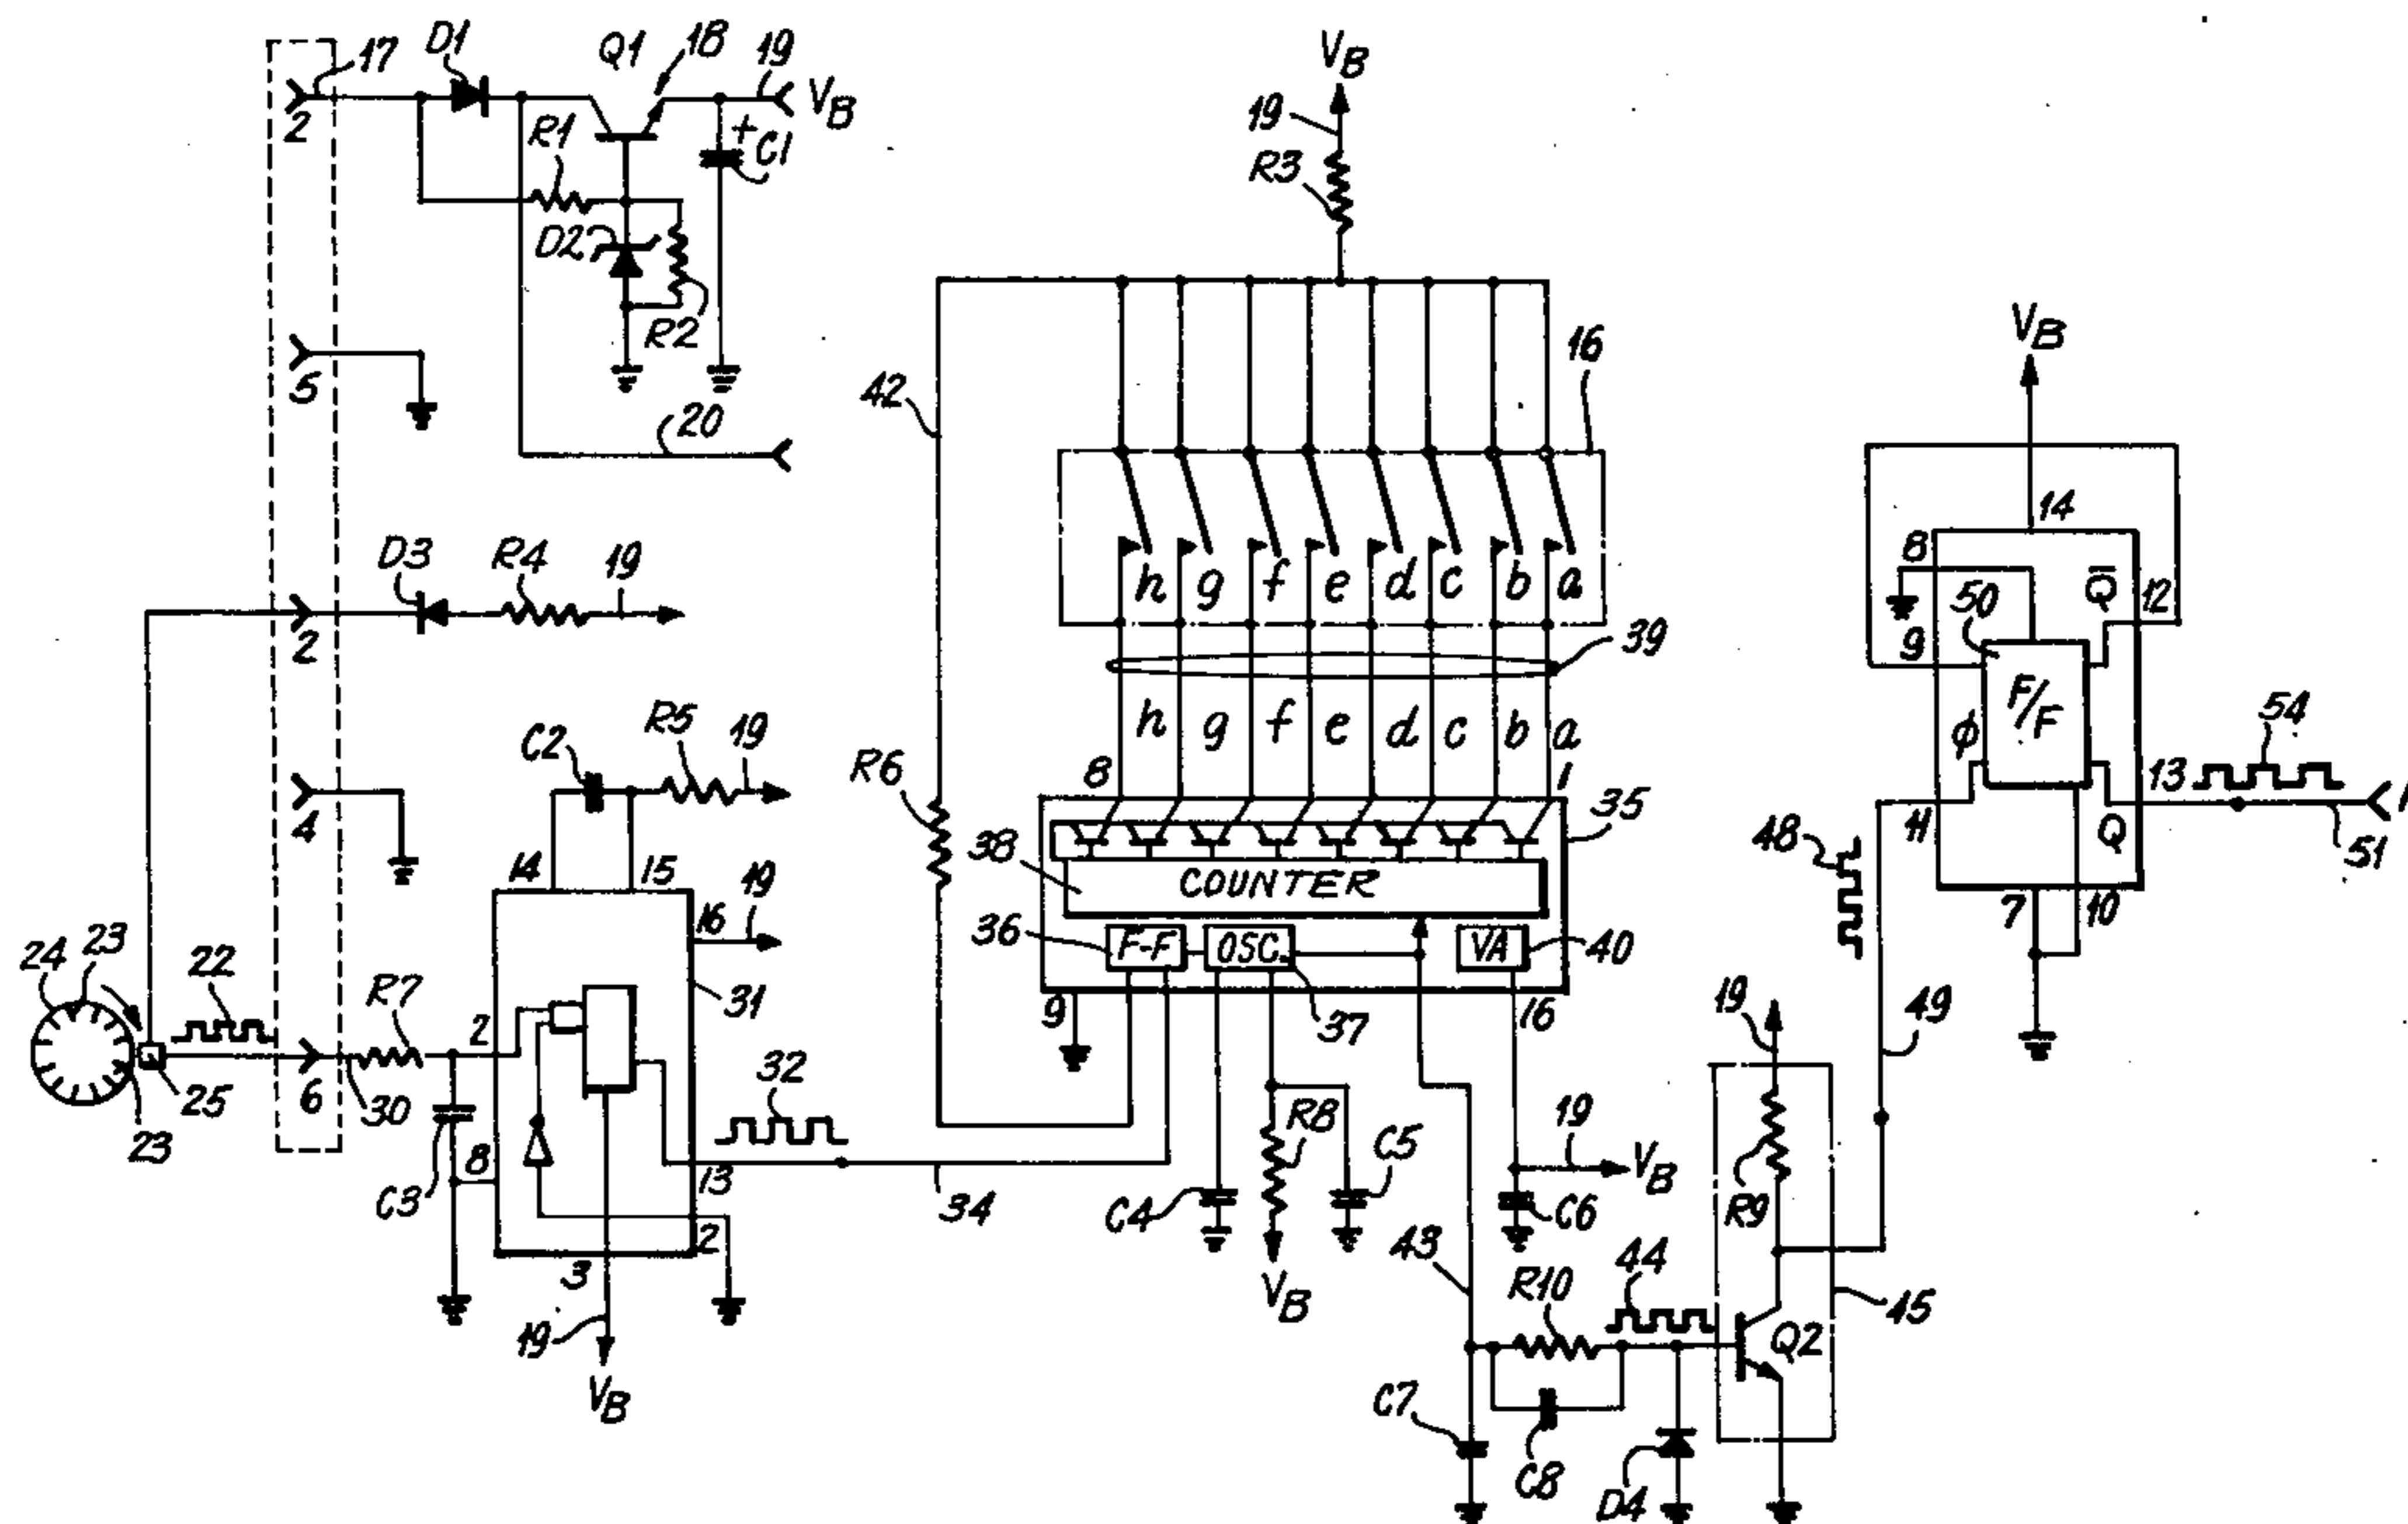 17 D1 Q1 18 19 VB
2 R1 + C1
D2 R2
5
20
VB
19
R3
42 16
h g f e d c b a
39
h g f e d c b a
R6 8 1
35
38 COUNTER
36 F-F OSC. VA 40
9 37 16
D3 R4 19
2
C2 R5 19
4 14 15
16 19
24 23 22 R7 2 31
25 6 30
23 C3 8 32
13
34
2
3
19
VB
C4 R8 C5
VB
19 VB
C6
43 R10 44
C7 C8 D4
19
R9
Q2 45
VB
14
8 50 Q̄ 12
9 F/F
ϕ 13 54
11 Q 51 1
48
7 10
49